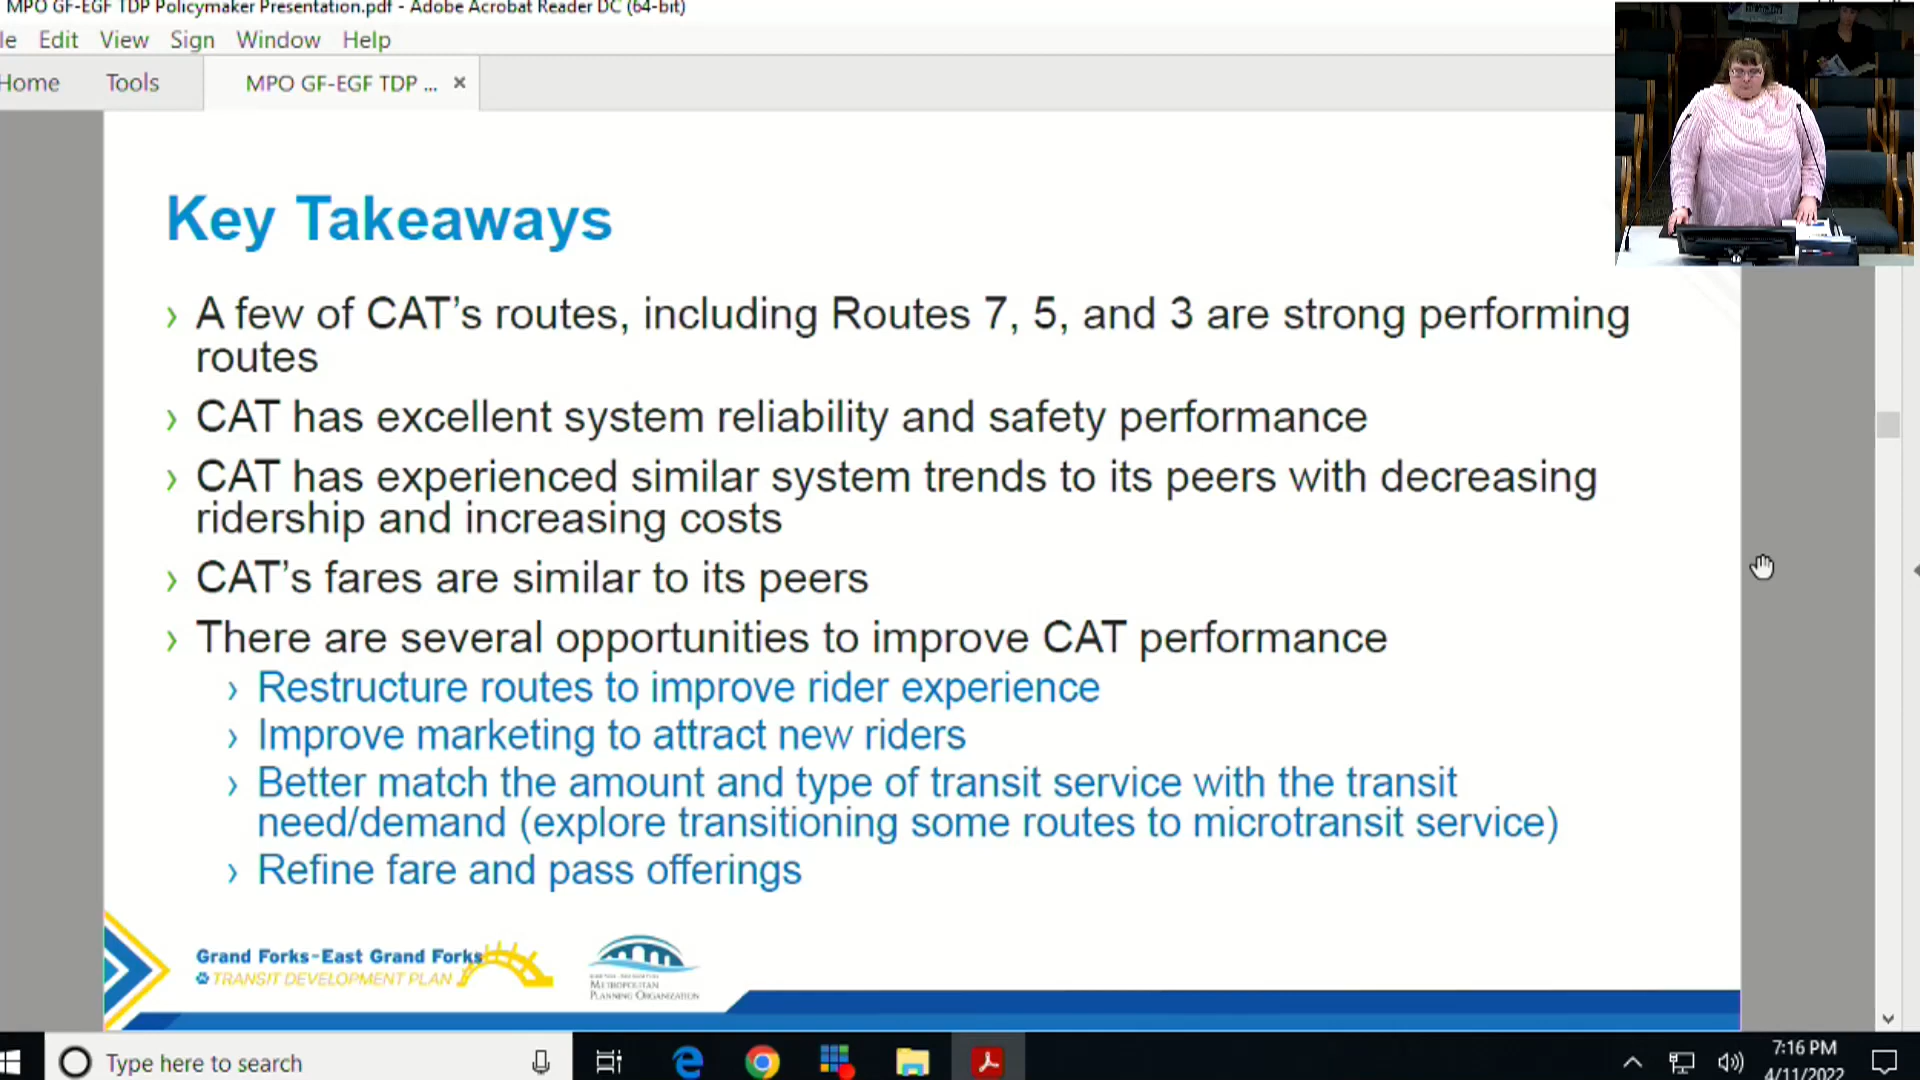 MPO GF-EGF TDP Policymaker Presentation.pdf - Adobe Acrobat Reader DC (64-bit)
le Edit View Sign Window Help
Home Tools MPO GF-EGF TDP ... ×
Key Takeaways
› A few of CAT’s routes, including Routes 7, 5, and 3 are strong performing
routes
› CAT has excellent system reliability and safety performance
› CAT has experienced similar system trends to its peers with decreasing
ridership and increasing costs
› CAT’s fares are similar to its peers
› There are several opportunities to improve CAT performance
› Restructure routes to improve rider experience
› Improve marketing to attract new riders
› Better match the amount and type of transit service with the transit
need/demand (explore transitioning some routes to microtransit service)
› Refine fare and pass offerings
Grand Forks-East Grand Forks
TRANSIT DEVELOPMENT PLAN
METROPOLITAN
PLANNING ORGANIZATION
Type here to search
7:16 PM
4/11/2022